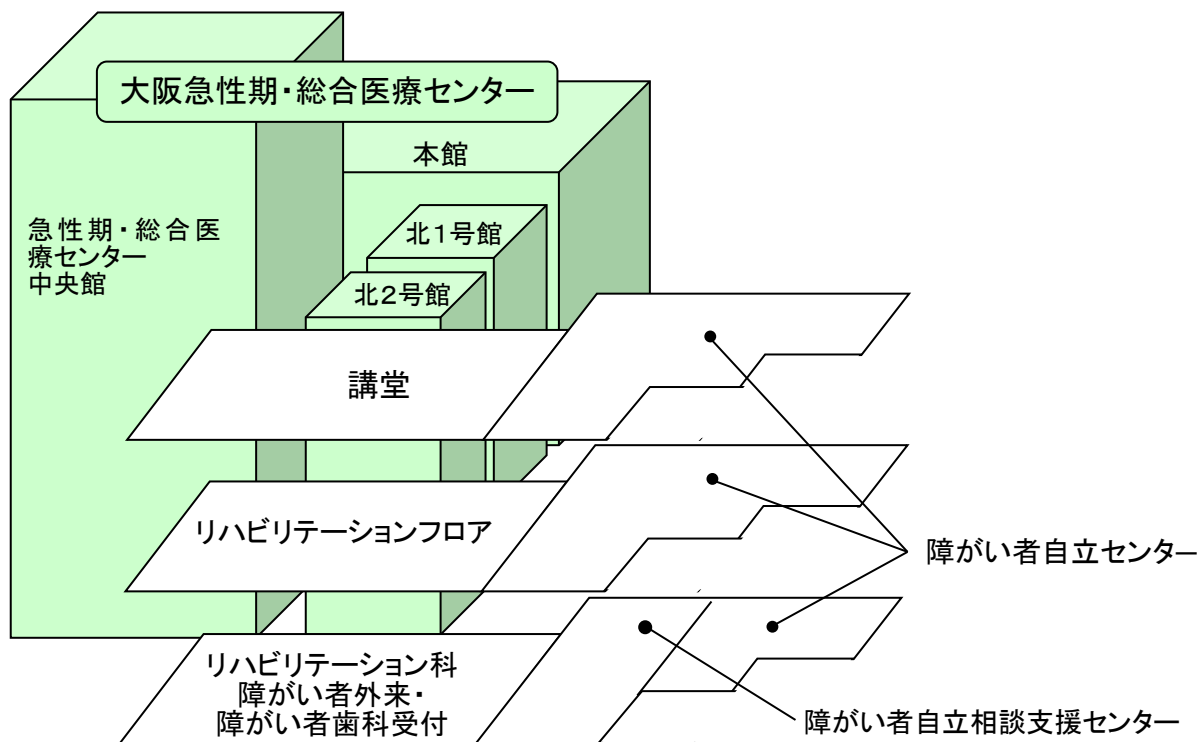 大阪急性期・総合医療センター
本館
急性期・総合医
療センター
中央館
北1号館
北2号館
講堂
リハビリテーションフロア
障がい者自立センター
リハビリテーション科
障がい者外来・
障がい者歯科受付
障がい者自立相談支援センター